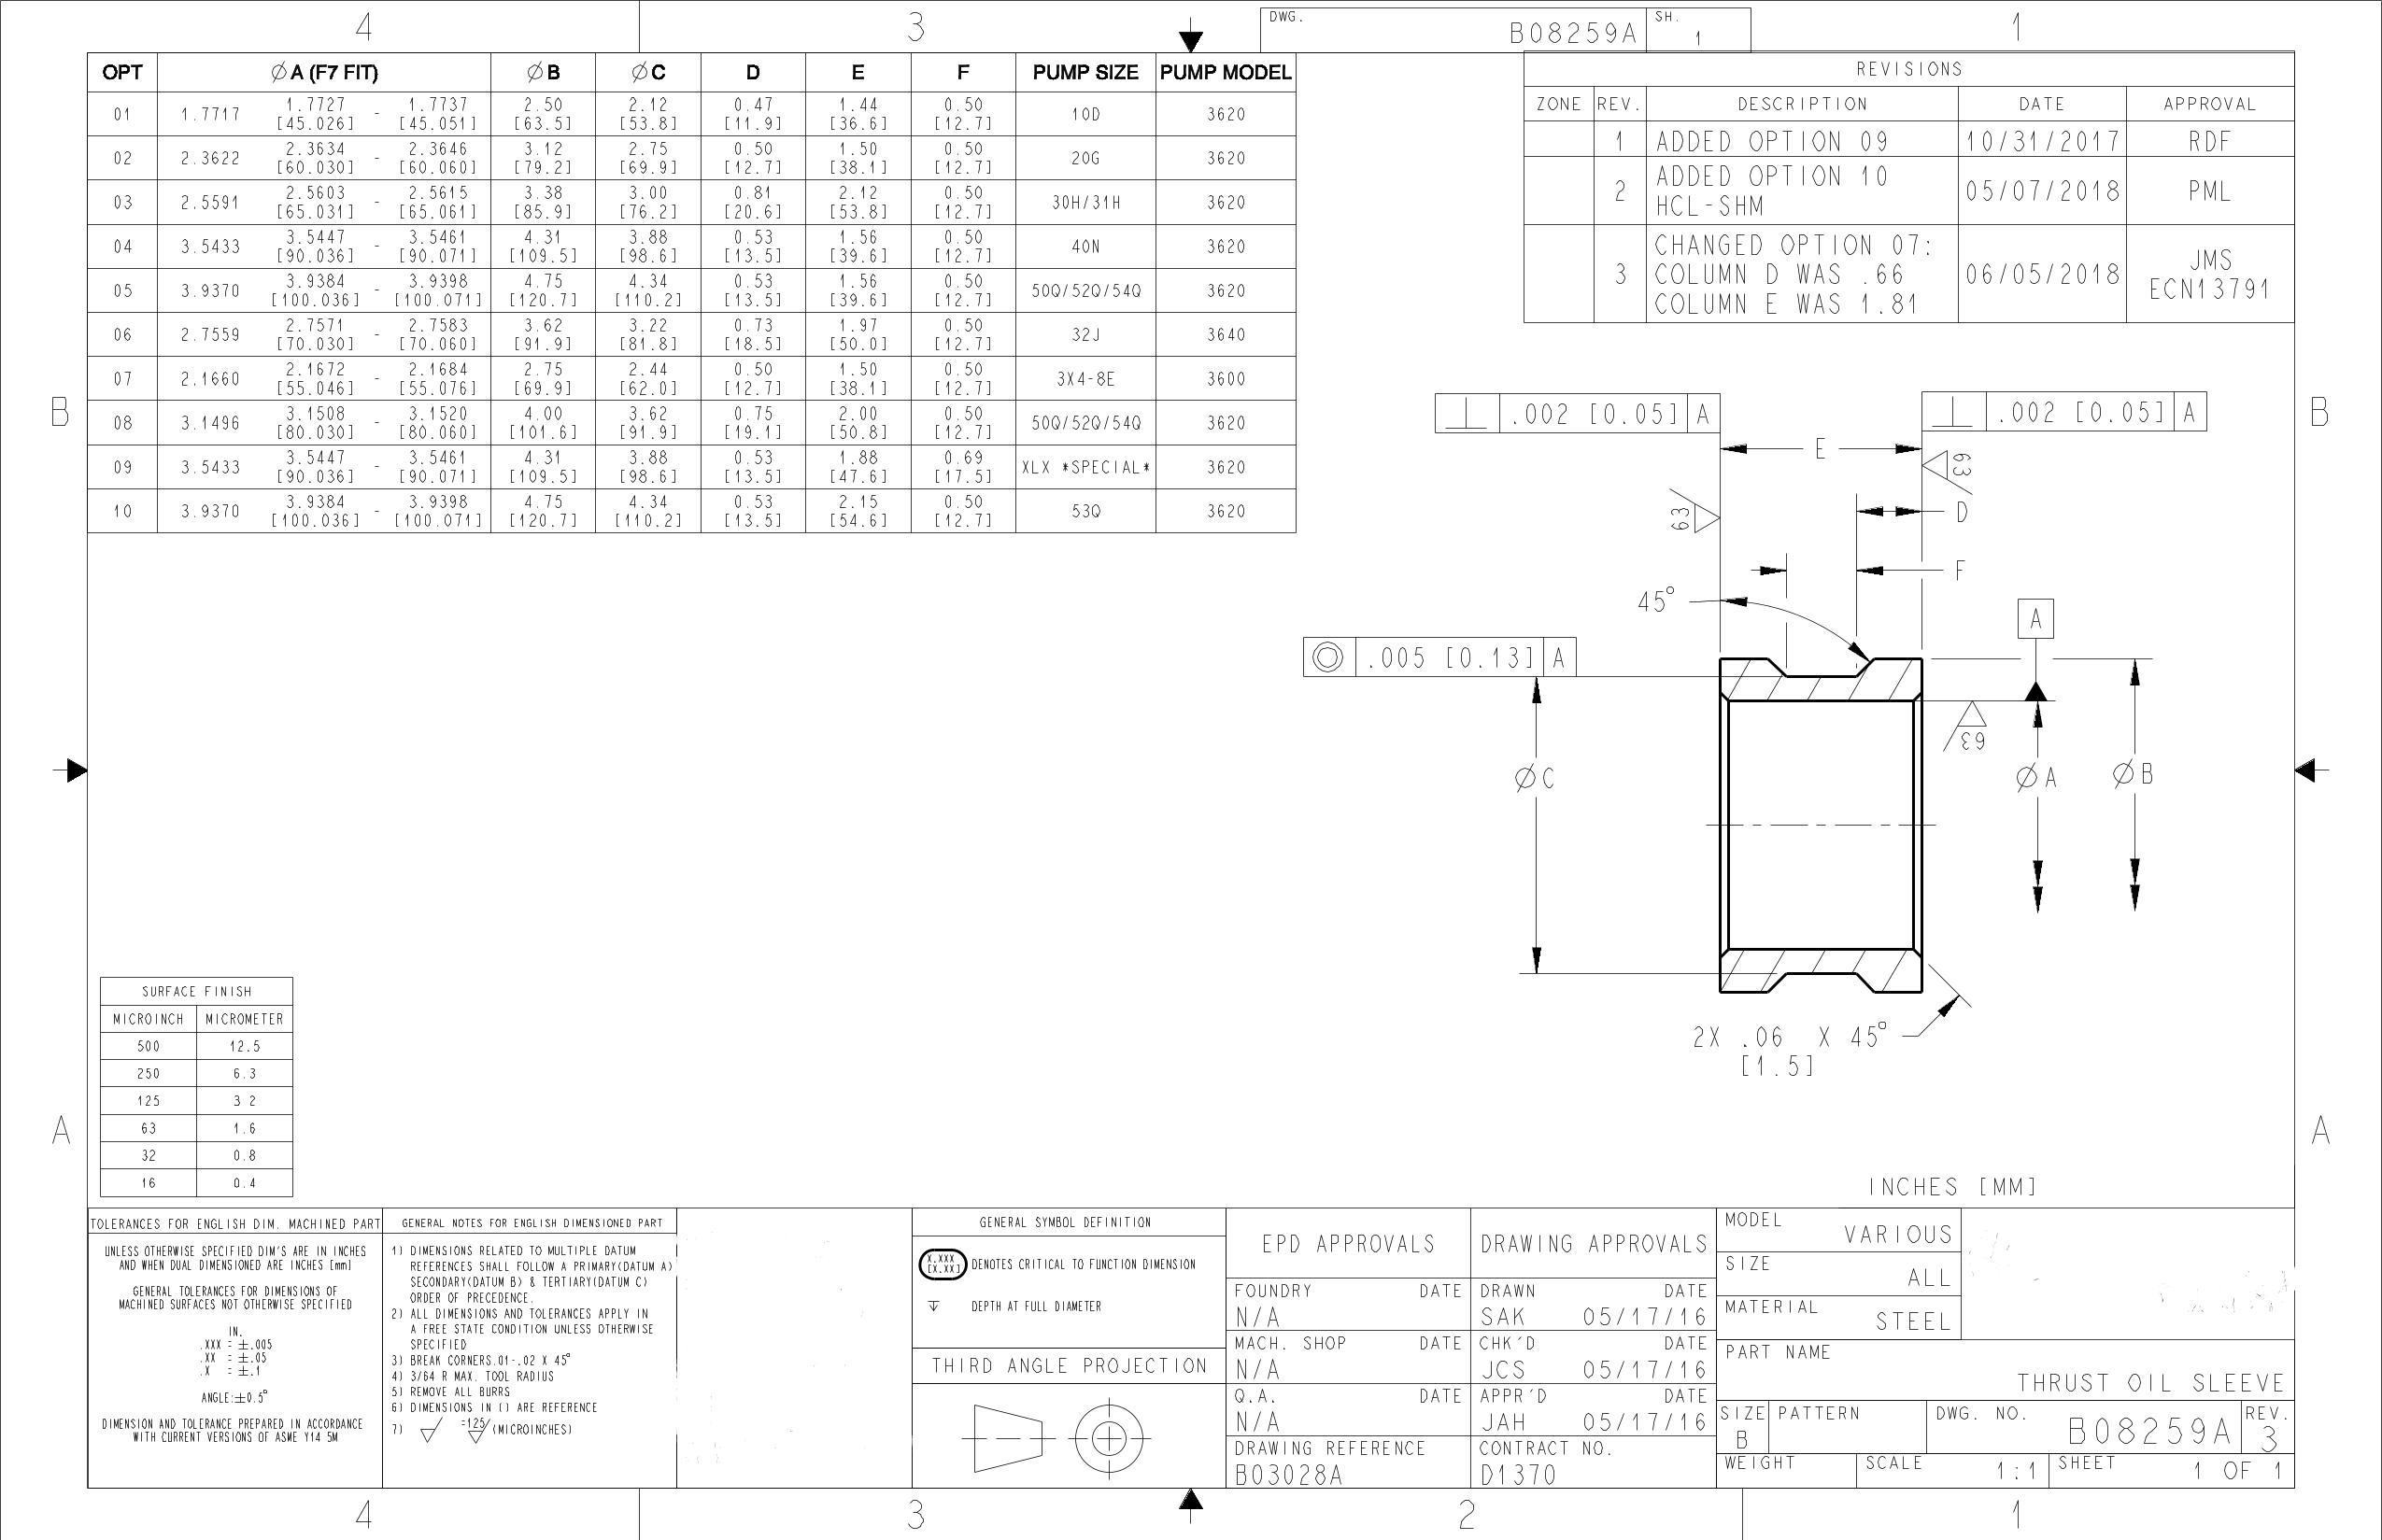 4 3 1
DWG. B08259A SH. 1
OPT ∅A (F7 FIT) ∅B ∅C D E F PUMP SIZE PUMP MODEL
01 1.7717 1.7727 [45.026] - 1.7737 [45.051] 2.50 [63.5] 2.12 [53.8] 0.47 [11.9] 1.44 [36.6] 0.50 [12.7] 10D 3620
02 2.3622 2.3634 [60.030] - 2.3646 [60.060] 3.12 [79.2] 2.75 [69.9] 0.50 [12.7] 1.50 [38.1] 0.50 [12.7] 20G 3620
03 2.5591 2.5603 [65.031] - 2.5615 [65.061] 3.38 [85.9] 3.00 [76.2] 0.81 [20.6] 2.12 [53.8] 0.50 [12.7] 30H/31H 3620
04 3.5433 3.5447 [90.036] - 3.5461 [90.071] 4.31 [109.5] 3.88 [98.6] 0.53 [13.5] 1.56 [39.6] 0.50 [12.7] 40N 3620
05 3.9370 3.9384 [100.036] - 3.9398 [100.071] 4.75 [120.7] 4.34 [110.2] 0.53 [13.5] 1.56 [39.6] 0.50 [12.7] 50Q/52Q/54Q 3620
06 2.7559 2.7571 [70.030] - 2.7583 [70.060] 3.62 [91.9] 3.22 [81.8] 0.73 [18.5] 1.97 [50.0] 0.50 [12.7] 32J 3640
07 2.1660 2.1672 [55.046] - 2.1684 [55.076] 2.75 [69.9] 2.44 [62.0] 0.50 [12.7] 1.50 [38.1] 0.50 [12.7] 3X4-8E 3600
08 3.1496 3.1508 [80.030] - 3.1520 [80.060] 4.00 [101.6] 3.62 [91.9] 0.75 [19.1] 2.00 [50.8] 0.50 [12.7] 50Q/52Q/54Q 3620
09 3.5433 3.5447 [90.036] - 3.5461 [90.071] 4.31 [109.5] 3.88 [98.6] 0.53 [13.5] 1.88 [47.6] 0.69 [17.5] XLX *SPECIAL* 3620
10 3.9370 3.9384 [100.036] - 3.9398 [100.071] 4.75 [120.7] 4.34 [110.2] 0.53 [13.5] 2.15 [54.6] 0.50 [12.7] 53Q 3620
REVISIONS
ZONE REV. DESCRIPTION DATE APPROVAL
1 ADDED OPTION 09 10/31/2017 RDF
2 ADDED OPTION 10
HCL-SHM 05/07/2018 PML
3 CHANGED OPTION 07:
COLUMN D WAS .66
COLUMN E WAS 1.81 06/05/2018 JMS
ECN13791
B B
⊥ .002 [0.05] A
⊥ .002 [0.05] A
E
63
63
D
F
45°
A
◎ .005 [0.13] A
63
∅C
∅A
∅B
2X .06 X 45°
[1.5]
SURFACE FINISH
MICROINCH MICROMETER
500 12.5
250 6.3
125 3 2
63 1.6
32 0.8
16 0.4
A A
INCHES [MM]
TOLERANCES FOR ENGLISH DIM. MACHINED PART
UNLESS OTHERWISE SPECIFIED DIM'S ARE IN INCHES
AND WHEN DUAL DIMENSIONED ARE INCHES [mm]
GENERAL TOLERANCES FOR DIMENSIONS OF
MACHINED SURFACES NOT OTHERWISE SPECIFIED
IN.
.XXX = ±.005
.XX = ±.05
.X = ±.1
ANGLE:±0.5°
DIMENSION AND TOLERANCE PREPARED IN ACCORDANCE
WITH CURRENT VERSIONS OF ASME Y14 5M
GENERAL NOTES FOR ENGLISH DIMENSIONED PART
1) DIMENSIONS RELATED TO MULTIPLE DATUM
REFERENCES SHALL FOLLOW A PRIMARY(DATUM A)
SECONDARY(DATUM B) & TERTIARY(DATUM C)
ORDER OF PRECEDENCE.
2) ALL DIMENSIONS AND TOLERANCES APPLY IN
A FREE STATE CONDITION UNLESS OTHERWISE
SPECIFIED
3) BREAK CORNERS.01-.02 X 45°
4) 3/64 R MAX. TOOL RADIUS
5) REMOVE ALL BURRS
6) DIMENSIONS IN () ARE REFERENCE
7) =125/ (MICROINCHES)
GENERAL SYMBOL DEFINITION
X.XXX
[X.XX] DENOTES CRITICAL TO FUNCTION DIMENSION
DEPTH AT FULL DIAMETER
THIRD ANGLE PROJECTION
EPD APPROVALS
FOUNDRY DATE
N/A
MACH. SHOP DATE
N/A
Q.A. DATE
N/A
DRAWING REFERENCE
B03028A
DRAWING APPROVALS
DRAWN DATE
SAK 05/17/16
CHK'D DATE
JCS 05/17/16
APPR'D DATE
JAH 05/17/16
CONTRACT NO.
D1370
MODEL
VARIOUS
SIZE
ALL
MATERIAL
STEEL
PART NAME
THRUST OIL SLEEVE
SIZE B PATTERN DWG. NO. B08259A REV. 3
WEIGHT SCALE 1:1 SHEET 1 OF 1
4 3 2 1